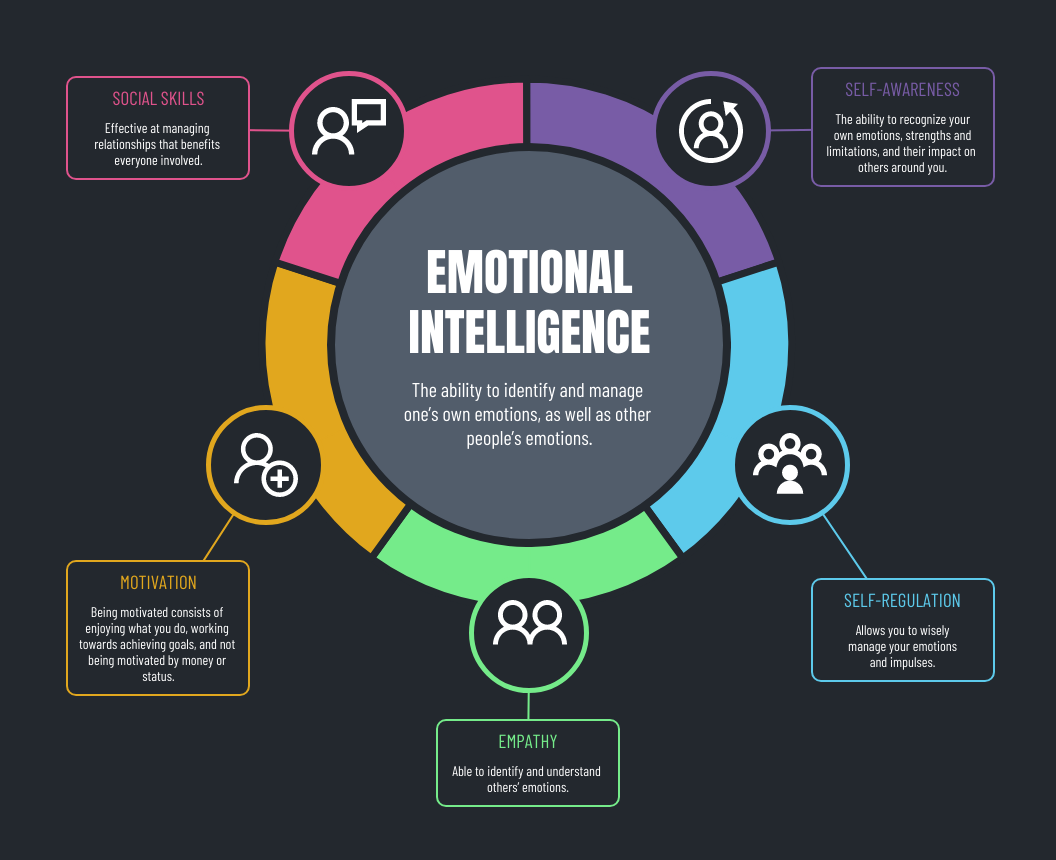 SOCIAL SKILLS
Effective at managing
relationships that benefits
everyone involved.
SELF-AWARENESS
The ability to recognize your
own emotions, strengths and
limitations, and their impact on
others around you.
EMOTIONAL
INTELLIGENCE
The ability to identify and manage
one's own emotions, as well as other
people's emotions.
MOTIVATION
Being motivated consists of
enjoying what you do, working
towards achieving goals, and not
being motivated by money or
status.
SELF-REGULATION
Allows you to wisely
manage your emotions
and impulses.
EMPATHY
Able to identify and understand
others' emotions.